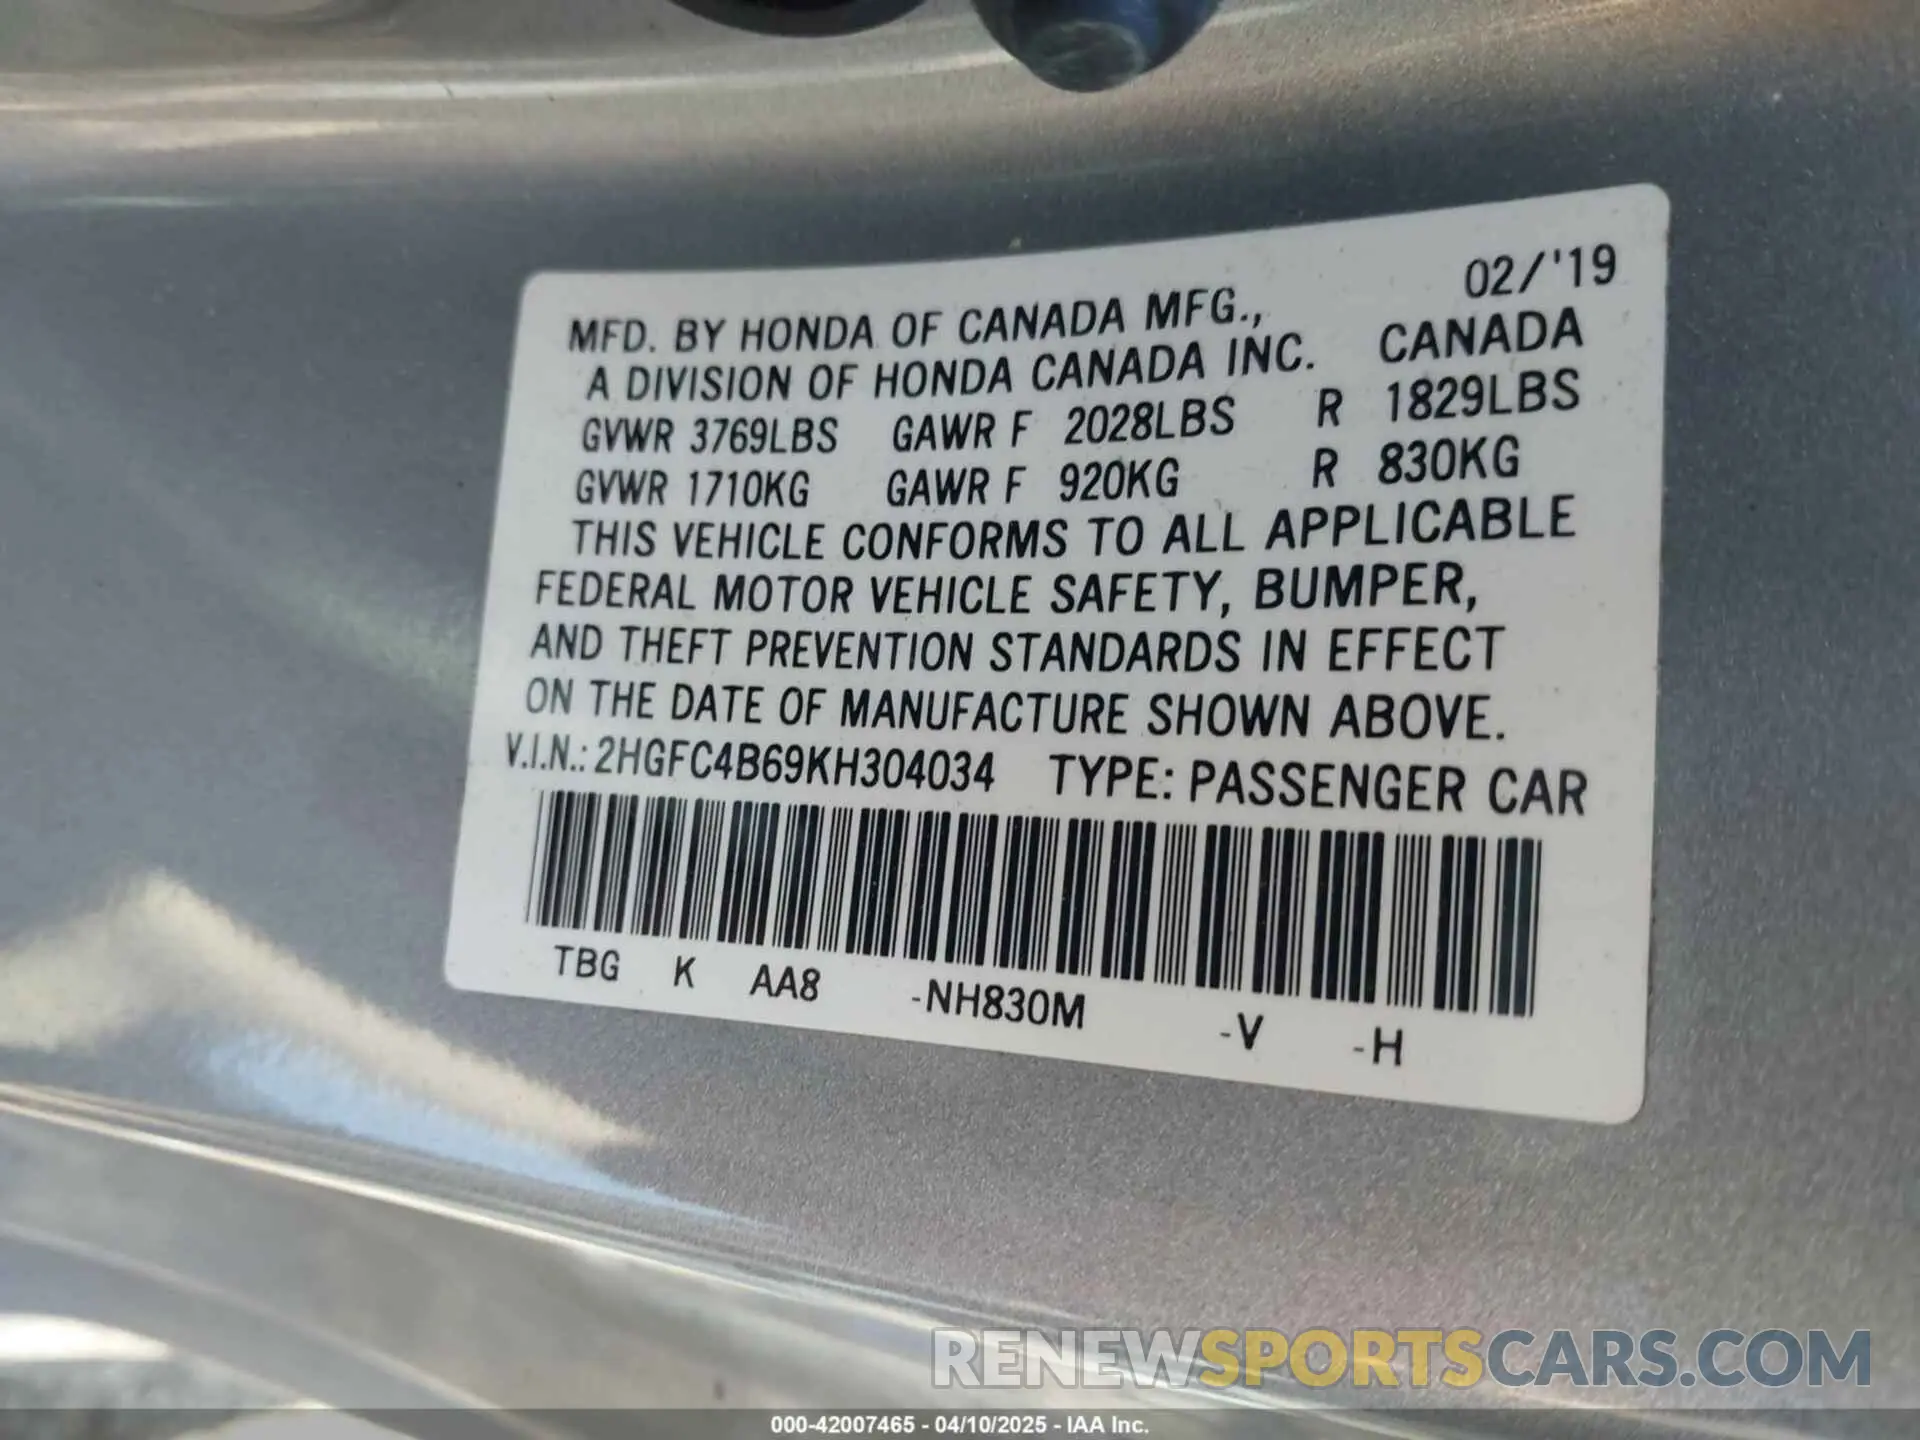 02/'19
MFD. BY HONDA OF CANADA MFG.,
A DIVISION OF HONDA CANADA INC. CANADA
GVWR 3769LBS GAWR F 2028LBS R 1829LBS
GVWR 1710KG GAWR F 920KG R 830KG
THIS VEHICLE CONFORMS TO ALL APPLICABLE
FEDERAL MOTOR VEHICLE SAFETY, BUMPER,
AND THEFT PREVENTION STANDARDS IN EFFECT
ON THE DATE OF MANUFACTURE SHOWN ABOVE.
V.I.N.: 2HGFC4B69KH304034 TYPE: PASSENGER CAR
TBG K AA8 -NH830M -V -H
RENEWSPORTSCARS.COM
000-42007465 - 04/10/2025 - IAA Inc.